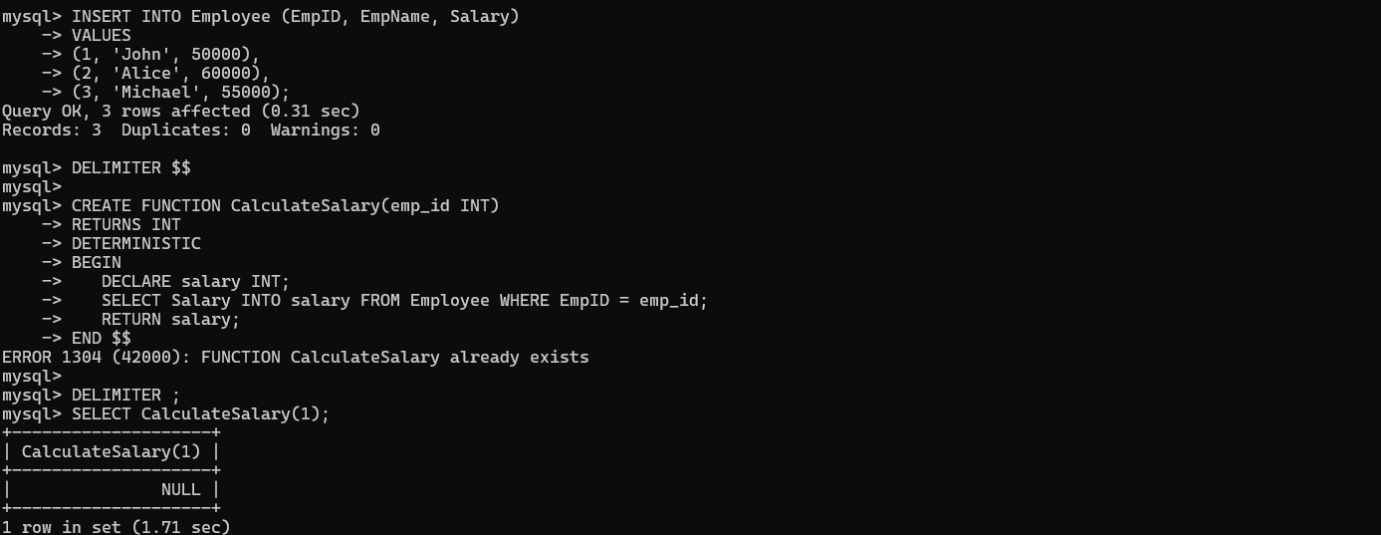 mysql> INSERT INTO Employee (EmpID, EmpName, Salary)
    -> VALUES
    -> (1, 'John', 50000),
    -> (2, 'Alice', 60000),
    -> (3, 'Michael', 55000);
Query OK, 3 rows affected (0.31 sec)
Records: 3  Duplicates: 0  Warnings: 0

mysql> DELIMITER $$
mysql>
mysql> CREATE FUNCTION CalculateSalary(emp_id INT)
    -> RETURNS INT
    -> DETERMINISTIC
    -> BEGIN
    ->    DECLARE salary INT;
    ->    SELECT Salary INTO salary FROM Employee WHERE EmpID = emp_id;
    ->    RETURN salary;
    -> END $$
ERROR 1304 (42000): FUNCTION CalculateSalary already exists
mysql>
mysql> DELIMITER ;
mysql> SELECT CalculateSalary(1);
+--------------------+
| CalculateSalary(1) |
+--------------------+
|               NULL |
+--------------------+
1 row in set (1.71 sec)